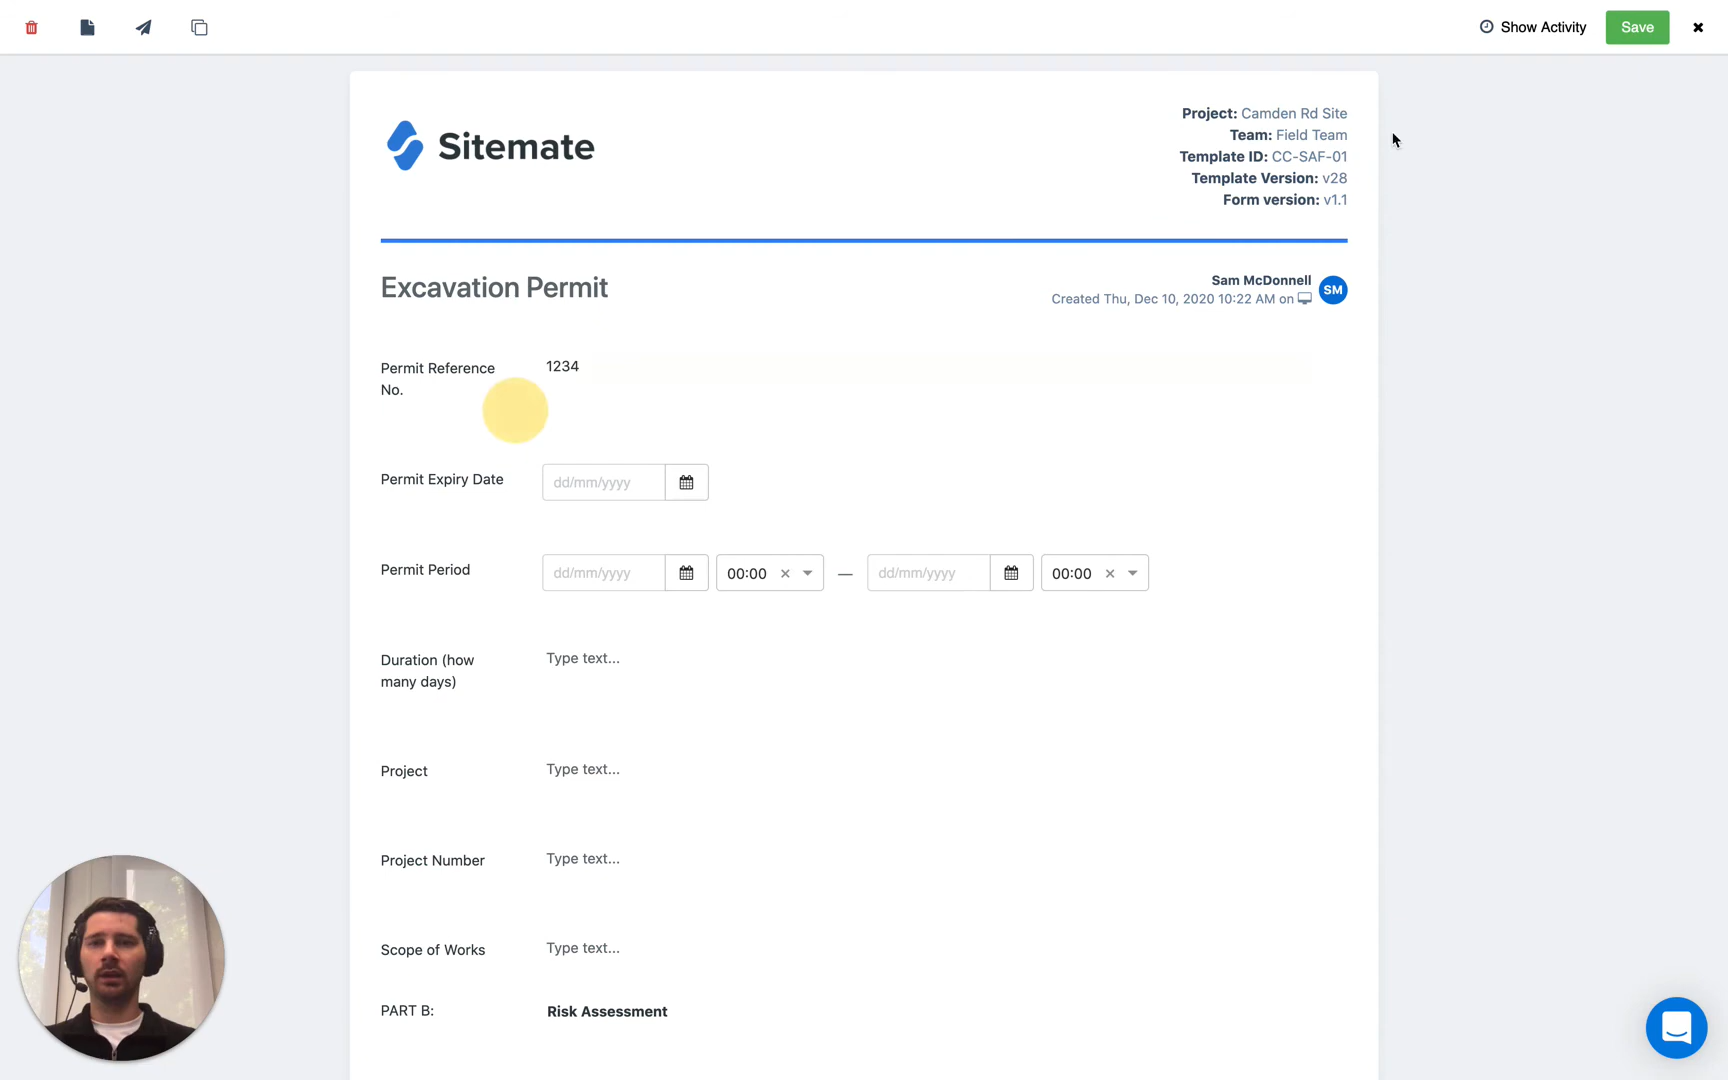 Show Activity
Save
Sitemate
Project: Camden Rd Site
Team: Field Team
Template ID: CC-SAF-01
Template Version: v28
Form version: v1.1
Excavation Permit
Sam McDonnell
SM
Created Thu, Dec 10, 2020 10:22 AM on
Permit Reference
No.
1234
Permit Expiry Date
dd/mm/yyyy
Permit Period
dd/mm/yyyy
00:00
—
dd/mm/yyyy
00:00
Duration (how
many days)
Type text...
Project
Type text...
Project Number
Type text...
Scope of Works
Type text...
PART B:
Risk Assessment